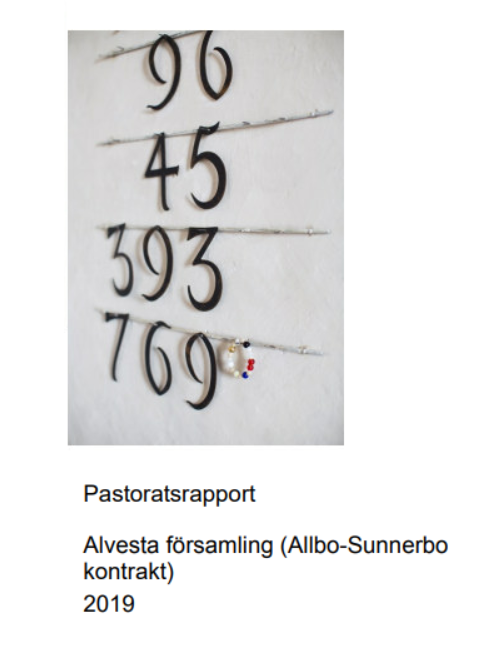 96
45
393
769
Pastoratsrapport
Alvesta församling (Allbo-Sunnerbo
kontrakt)
2019